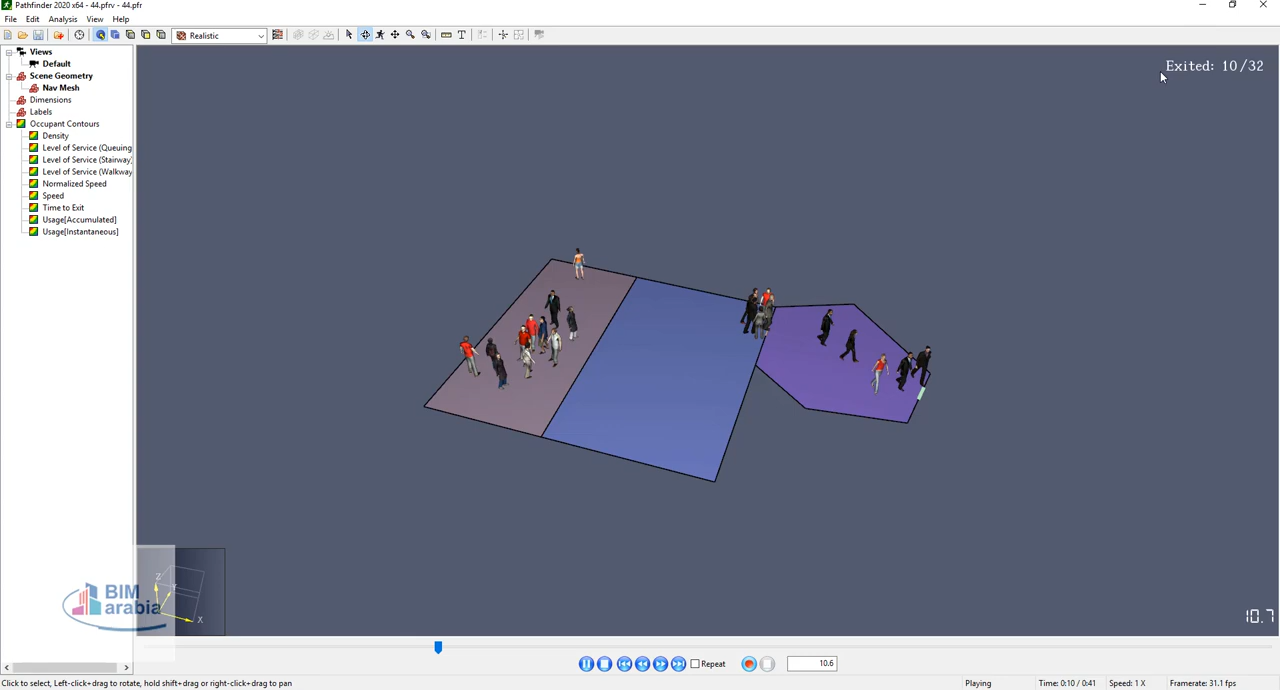 Pathfinder 2020 x64 - 44.pfrv - 44.pfr
File Edit Analysis View Help
Realistic
Views
Default
Scene Geometry
Nav Mesh
Dimensions
Labels
Occupant Contours
Density
Level of Service (Queuing
Level of Service (Stairway)
Level of Service (Walkway
Normalized Speed
Speed
Time to Exit
Usage[Accumulated]
Usage[Instantaneous]
Exited: 10/32
Z
Y
X
BIM
arabia
10.7
Repeat
10.6
Click to select, Left-click+drag to rotate, hold shift+drag or right-click+drag to pan
Playing
Time: 0:10 / 0:41
Speed: 1 X
Framerate: 31.1 fps